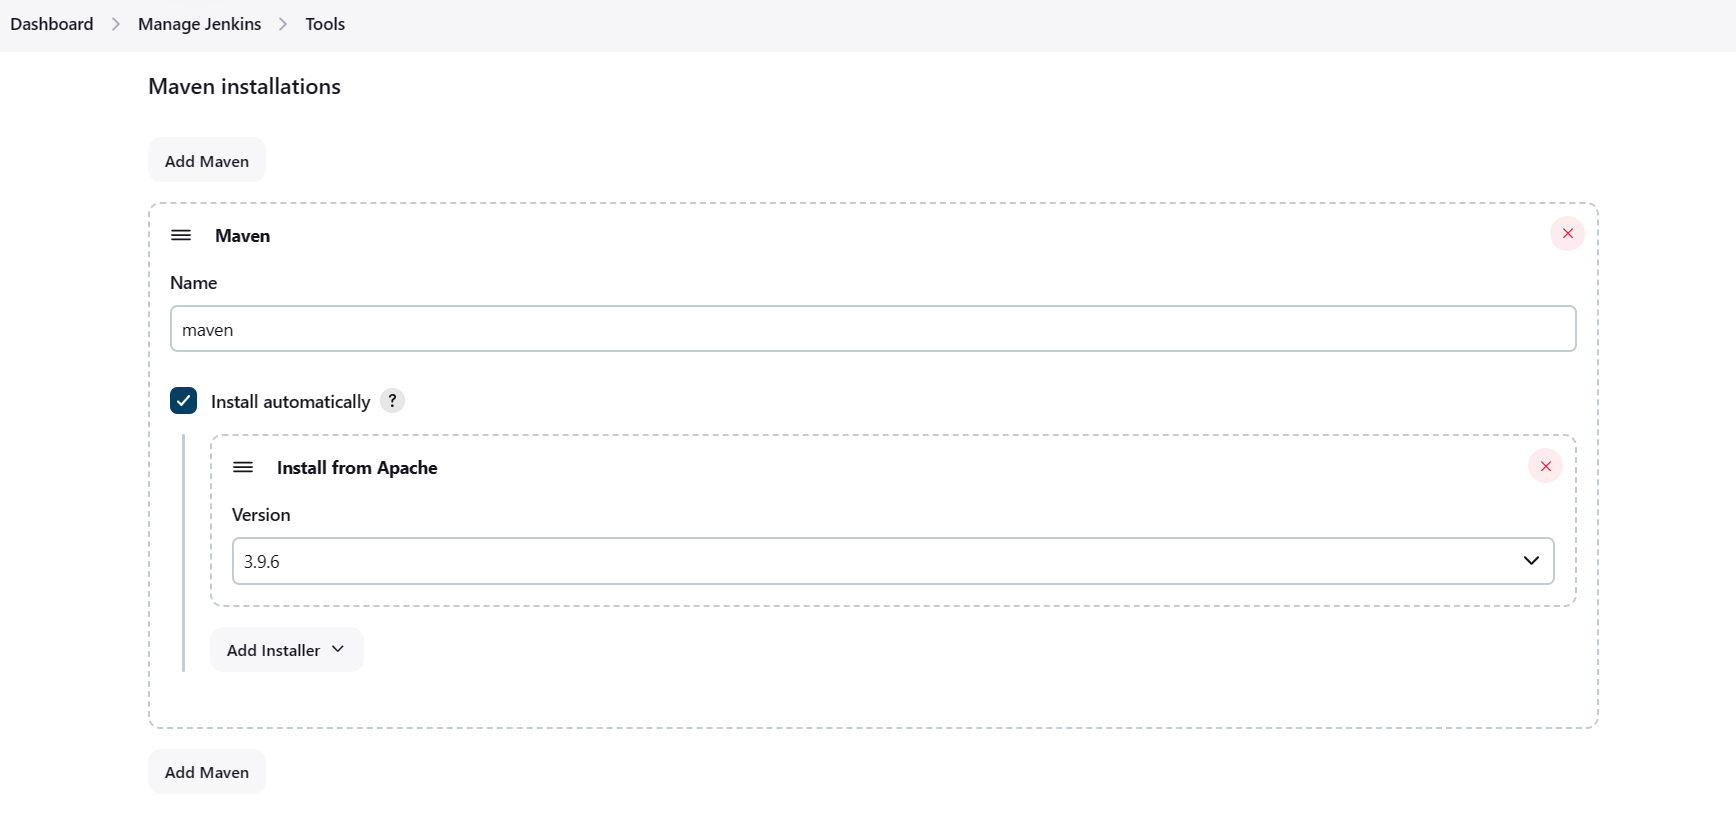 Dashboard > Manage Jenkins > Tools
Maven installations
Add Maven
Maven
Name
maven
Install automatically ?
Install from Apache
Version
3.9.6
Add Installer
Add Maven